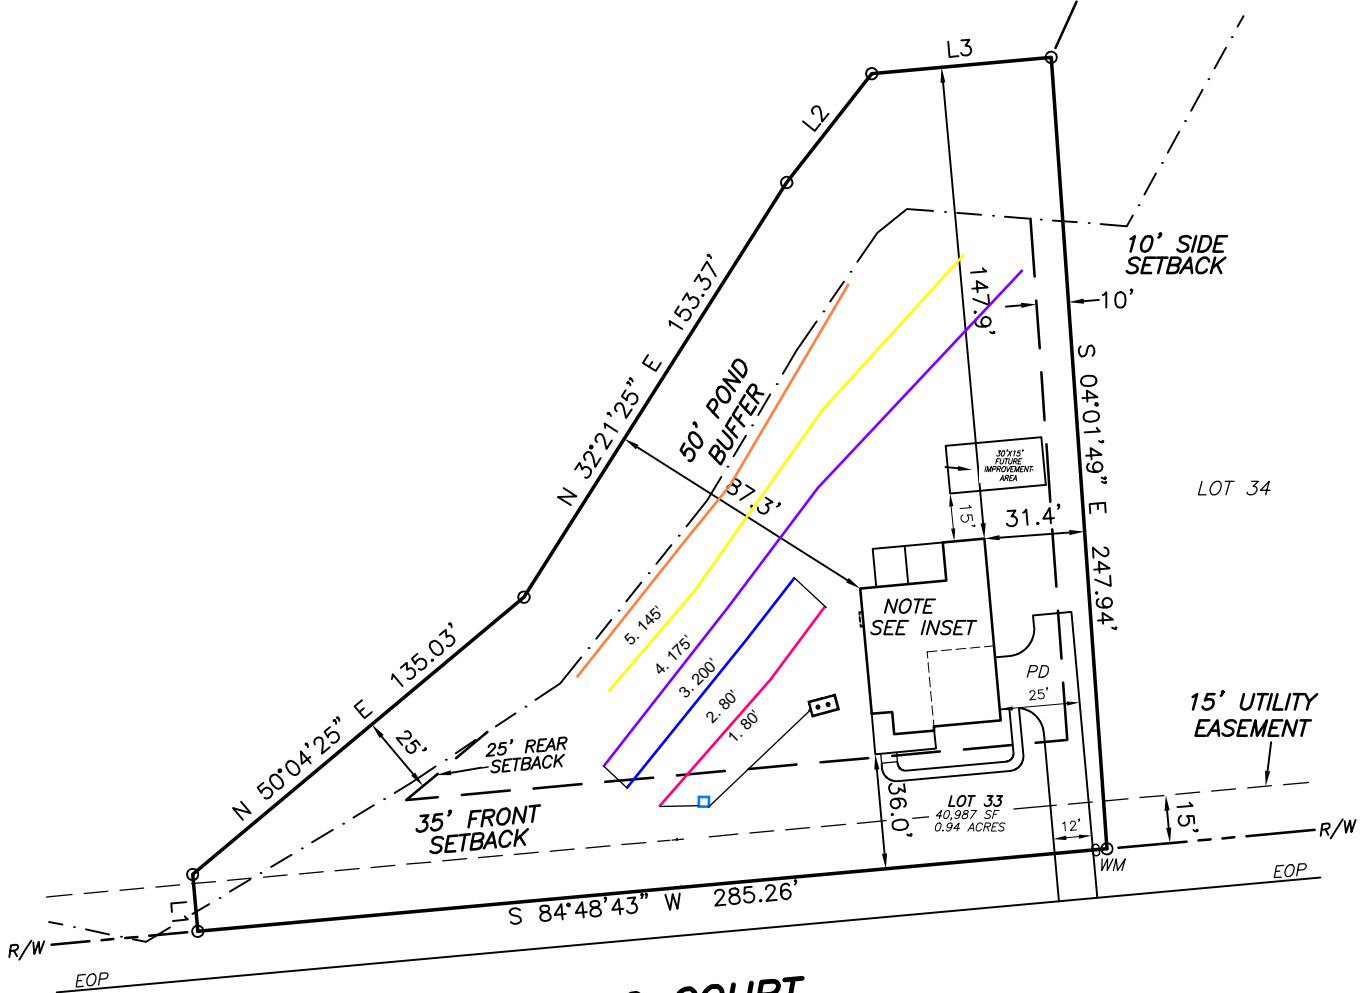 L3
L2
10' SIDE
SETBACK
10'
147.9'
N 32°21'25" E 153.37'
50' POND
BUFFER
S 04°01'49" E 247.94'
30'X15'
FUTURE
IMPROVEMENT
AREA
LOT 34
37.3'
15'
31.4'
NOTE
SEE INSET
5. 145'
4. 175'
3. 200'
2. 80'
1. 80'
PD
25'
N 50°04'25" E 135.03'
25'
25' REAR
SETBACK
15' UTILITY
EASEMENT
35' FRONT
SETBACK
36.0'
LOT 33
40,987 SF
0.94 ACRES
12'
15'
R/W
WM
EOP
L1
S 84°48'43" W 285.26'
R/W
EOP
COURT